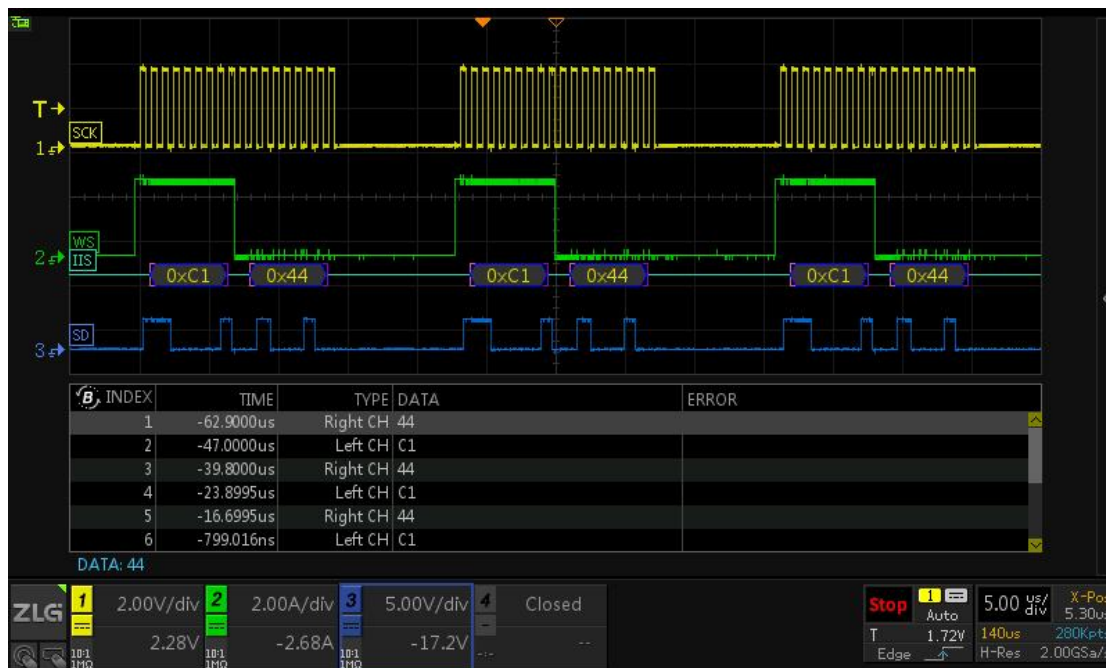 T
SCK
1
WS
2
IIS
0xC1 0x44 0xC1 0x44 0xC1 0x44
SD
3
B INDEX TIME TYPE DATA ERROR
1 -62.9000us Right CH 44
2 -47.0000us Left CH C1
3 -39.8000us Right CH 44
4 -23.8995us Left CH C1
5 -16.6995us Right CH 44
6 -799.016ns Left CH C1
DATA: 44
ZLG
1 2.00V/div 2 2.00A/div 3 5.00V/div 4 Closed
2.28V -2.68A -17.2V -:- --
10:1 1MΩ 10:1 1MΩ 10:1 1MΩ
Stop 1 Auto 5.00 us/div X-Pos 5.30u
T 1.72V 140us 280Kpts
Edge H-Res 2.00GSa/s